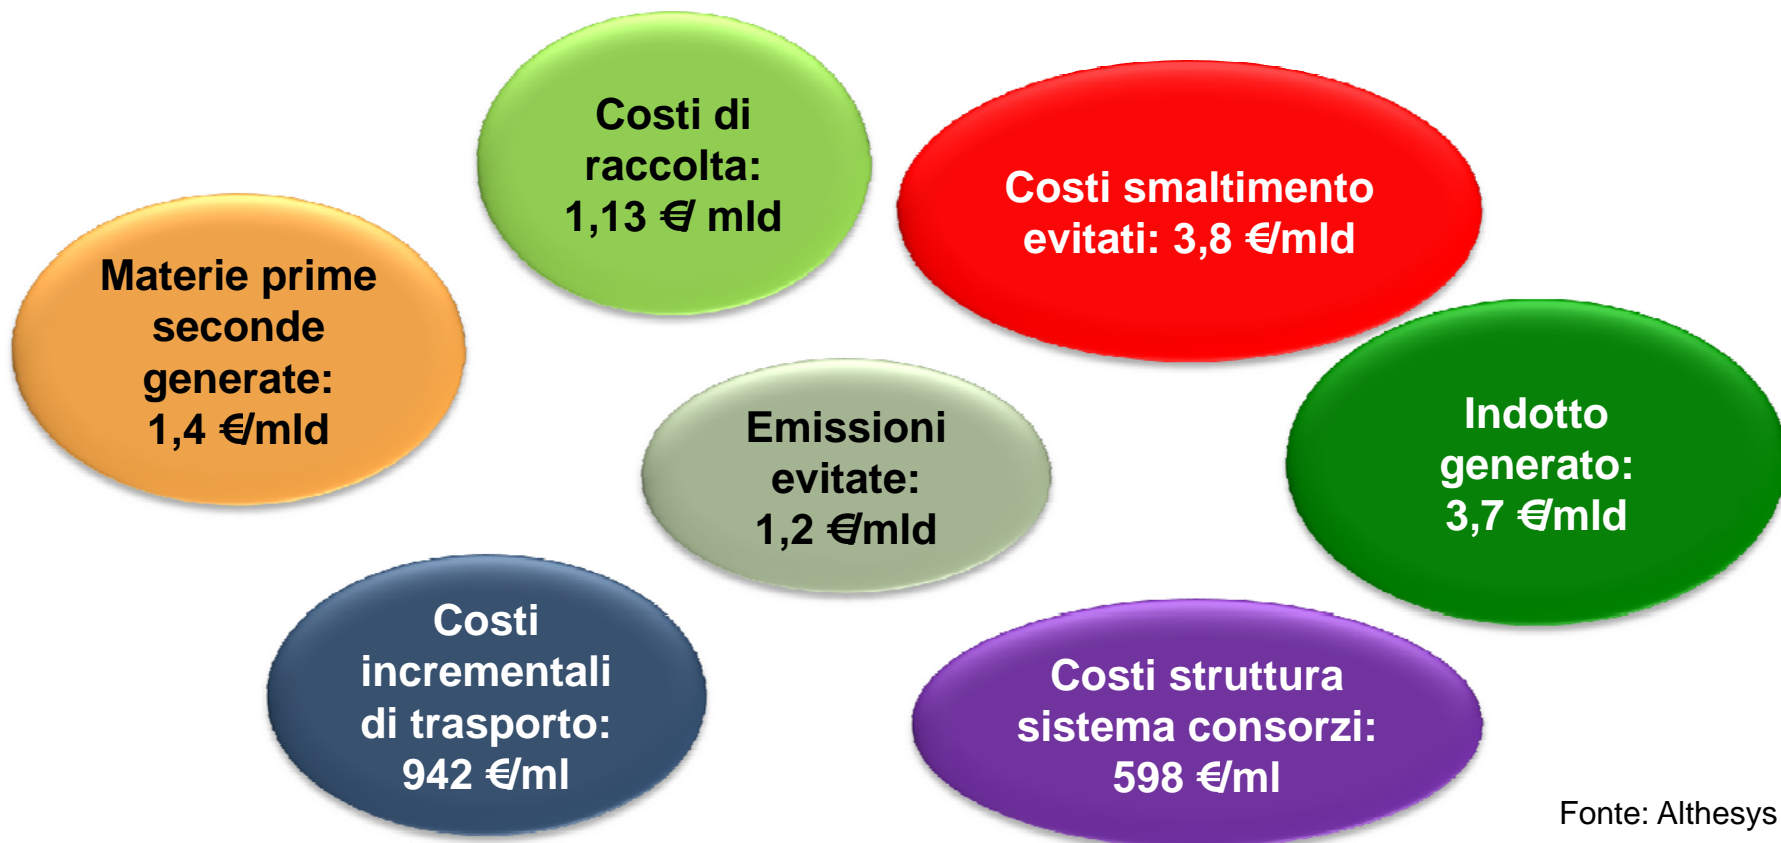 Costi di
raccolta:
1,13 €/ mld
Costi smaltimento
evitati: 3,8 €/mld
Materie prime
seconde
generate:
1,4 €/mld
Emissioni
evitate:
1,2 €/mld
Indotto
generato:
3,7 €/mld
Costi
incrementali
di trasporto:
942 €/ml
Costi struttura
sistema consorzi:
598 €/ml
Fonte: Althesys